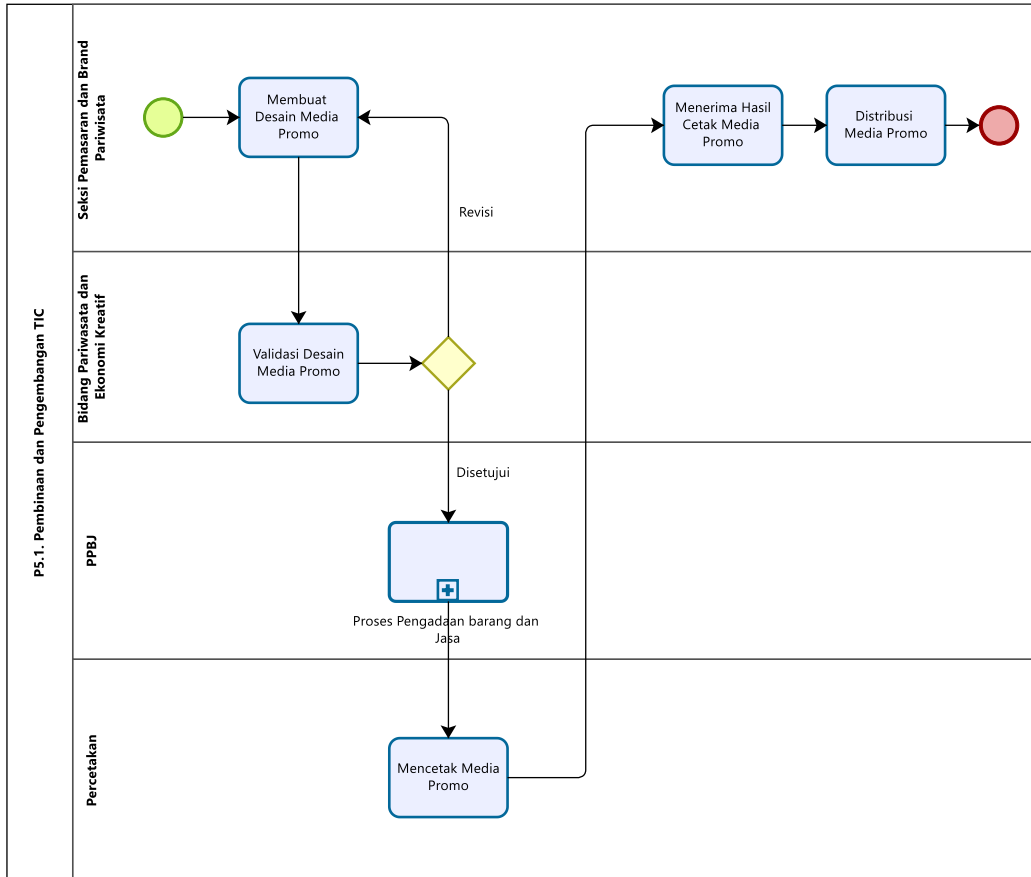 P5.1. Pembinaan dan Pengembangan TIC
Seksi Pemasaran dan Brand
Pariwisata
Membuat
Desain Media
Promo
Revisi
Menerima Hasil
Cetak Media
Promo
Distribusi
Media Promo
Bidang Pariwasata dan
Ekonomi Kreatif
Validasi Desain
Media Promo
Disetujui
PPBJ
Proses Pengadaan barang dan
Jasa
Percetakan
Mencetak Media
Promo